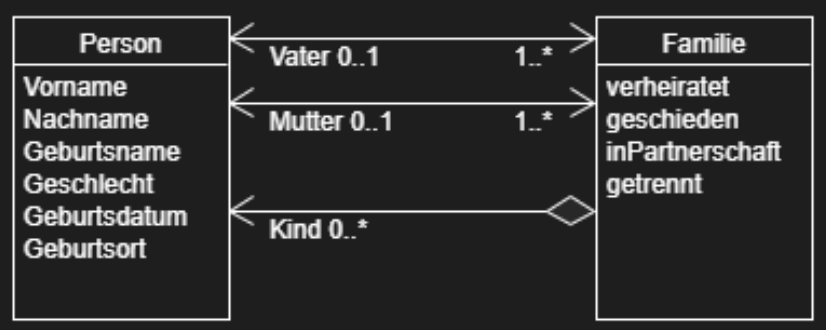 Person
Vorname
Nachname
Geburtsname
Geschlecht
Geburtsdatum
Geburtsort
Vater 0..1
1..*
Mutter 0..1
1..*
Kind 0..*
Familie
verheiratet
geschieden
inPartnerschaft
getrennt